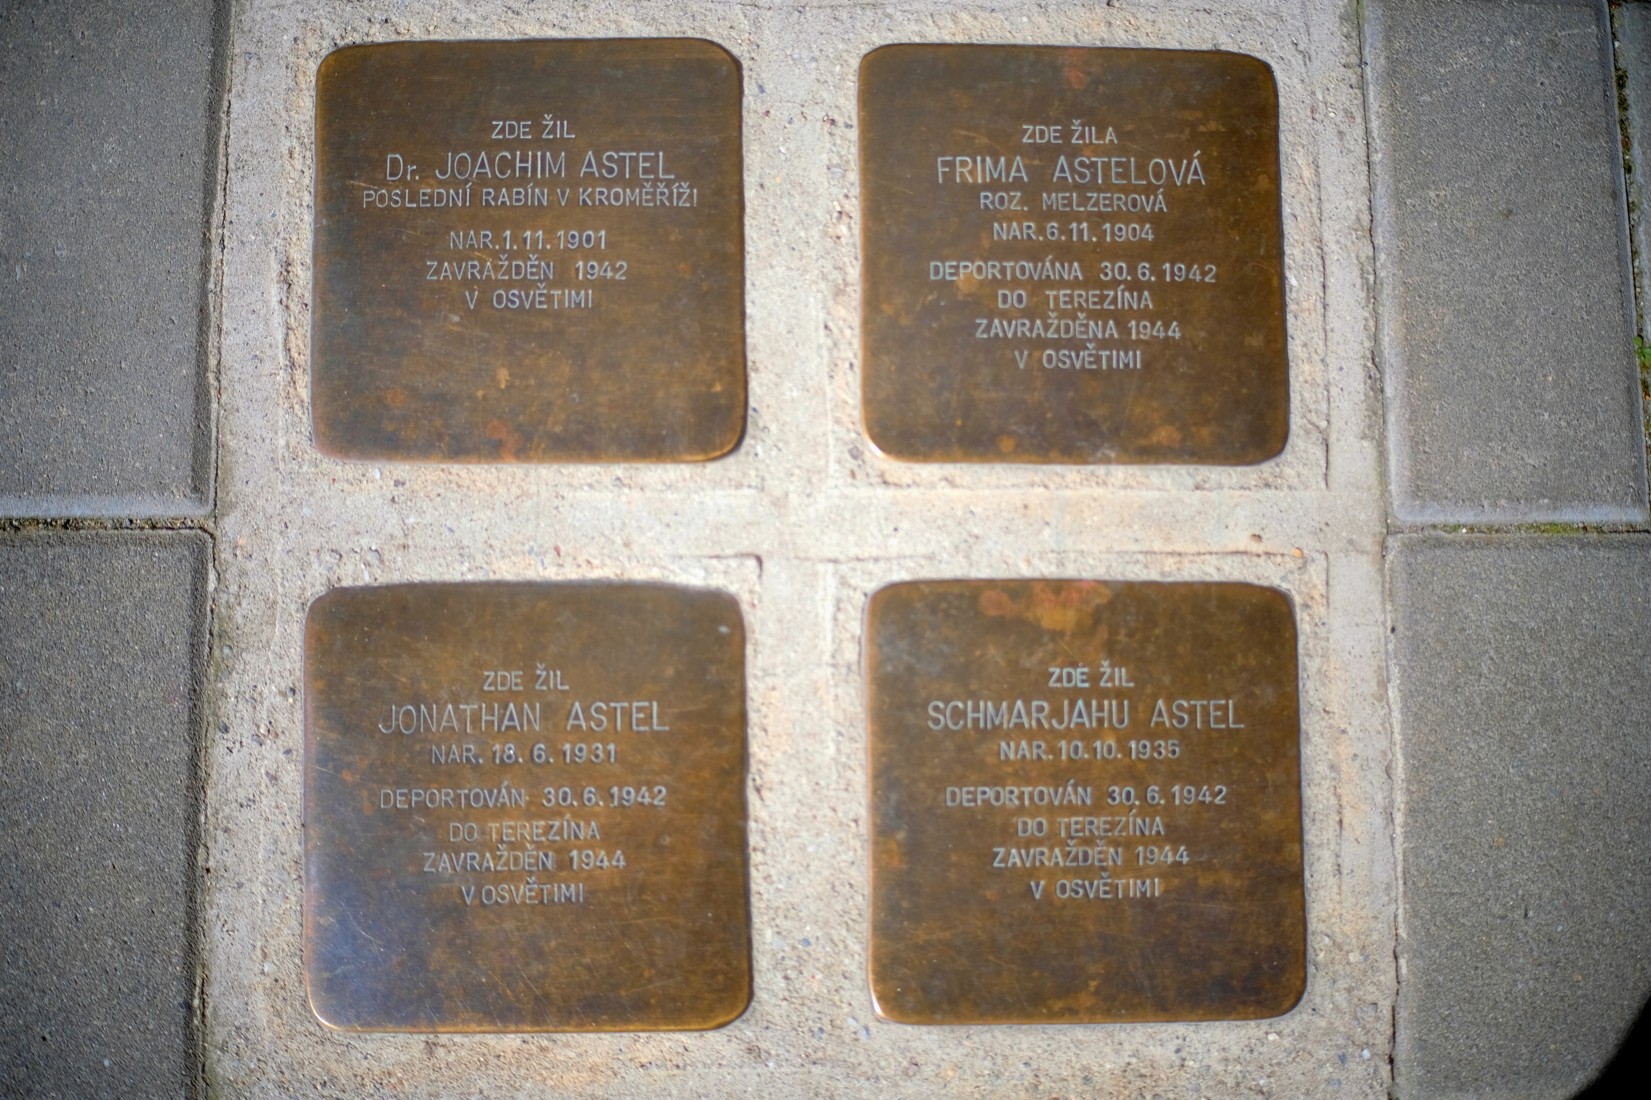 ZDE ŽIL
Dr. JOACHIM ASTEL
POSLEDNÍ RABÍN V KROMĚŘÍŽI
NAR. 1. 11. 1901
ZAVRAŽDĚN 1942
V OSVĚTIMI
ZDE ŽILA
FRIMA ASTELOVÁ
ROZ. MELZEROVÁ
NAR. 6. 11. 1904
DEPORTOVÁNA 30. 6. 1942
DO TEREZÍNA
ZAVRAŽDĚNA 1944
V OSVĚTIMI
ZDE ŽIL
JONATHAN ASTEL
NAR. 18. 6. 1931
DEPORTOVÁN 30. 6. 1942
DO TEREZÍNA
ZAVRAŽDĚN 1944
V OSVĚTIMI
ZDE ŽIL
SCHMARJAHU ASTEL
NAR. 10. 10. 1935
DEPORTOVÁN 30. 6. 1942
DO TEREZÍNA
ZAVRAŽDĚN 1944
V OSVĚTIMI